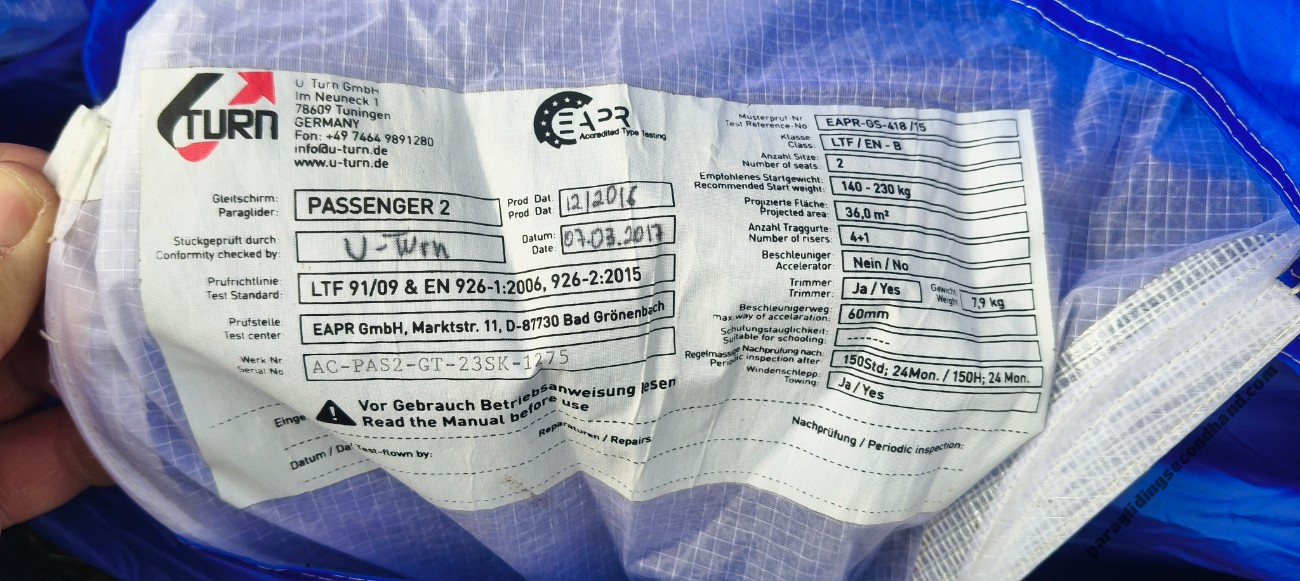 U TURN
U Turn GmbH
Im Neuneck 1
78609 Tuningen
GERMANY
Fon: +49 7464 9891280
info@u-turn.de
www.u-turn.de
EAPR
Accredited Type Testing
Gleitschirm:
Paraglider:
PASSENGER 2
Prod Dat.
Prod Dat.
12/2016
Stückgeprüft durch:
Conformity checked by:
U-Turn
Datum:
Date:
07.03.2017
Prüfrichtlinie:
Test Standard:
LTF 91/09 & EN 926-1:2006, 926-2:2015
Prüfstelle:
Test center
EAPR GmbH, Marktstr. 11, D-87730 Bad Grönenbach
Werk Nr
Serial No
AC-PAS2-GT-23SK-1275
Vor Gebrauch Betriebsanweisung lesen
Read the Manual before use
Musterpruf Nr
Test Reference-No
EAPR-GS-418 /15
Klasse
Class:
LTF / EN - B
Anzahl Sitze:
Number of seats:
2
Empfohlenes Startgewicht:
Recommended Start weight:
140 - 230 kg
Projizierte Fläche:
Projected area:
36,0 m²
Anzahl Traggurte:
Number of risers:
4+1
Beschleuniger:
Accelerator:
Nein / No
Trimmer
Trimmer:
Ja / Yes
Gewicht
Weight:
7,9 kg
Beschleunigerweg:
max.way of accelaration:
60mm
Schulungstauglichkeit:
Suitable for schooling:
-------
Regelmässe Nachprüfung nach:
Periodic inspection after:
150Std; 24Mon. / 150H; 24 Mon.
Windenschlepp:
Towing:
Ja / Yes
Einge
Datum / Da
Test-flown by:
Reparaturen / Repairs
Nachprüfung / Periodic inspection:
paraglidingsecondhand.com